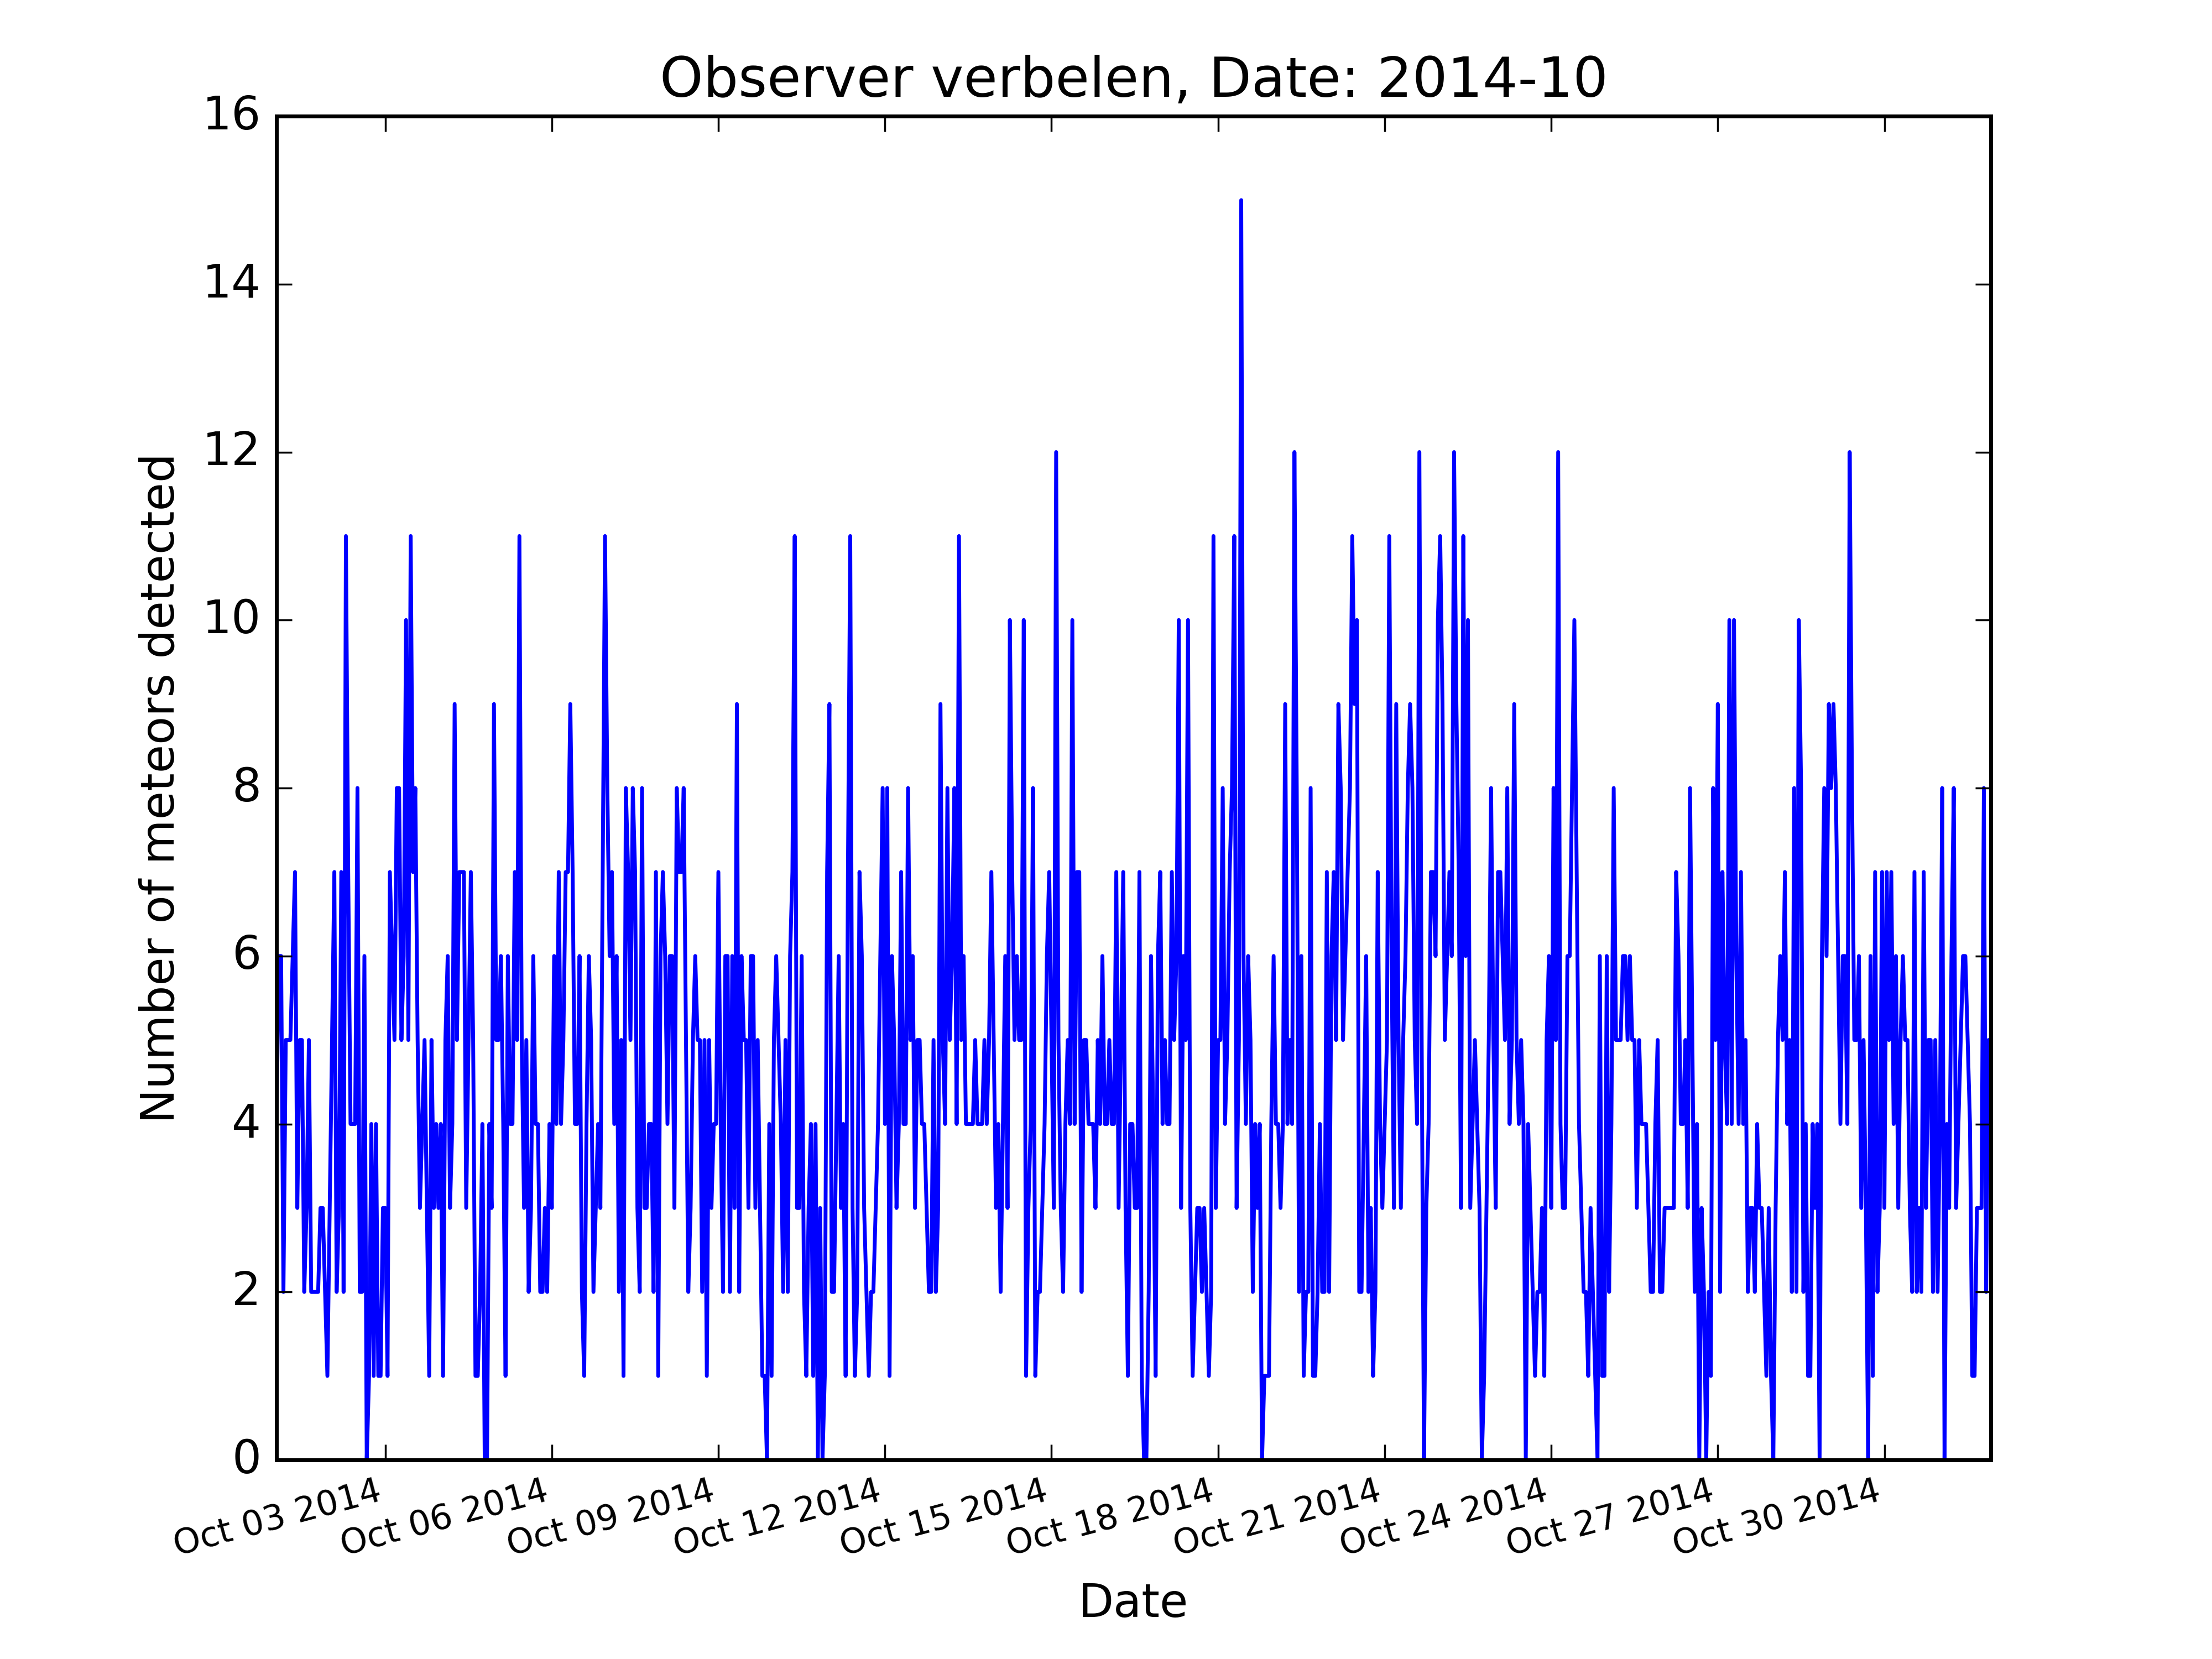 Observer verbelen, Date: 2014-10
16
14
12
10
8
6
4
2
0
Number of meteors detected
Oct 03 2014
Oct 06 2014
Oct 09 2014
Oct 12 2014
Oct 15 2014
Oct 18 2014
Oct 21 2014
Oct 24 2014
Oct 27 2014
Oct 30 2014
Date